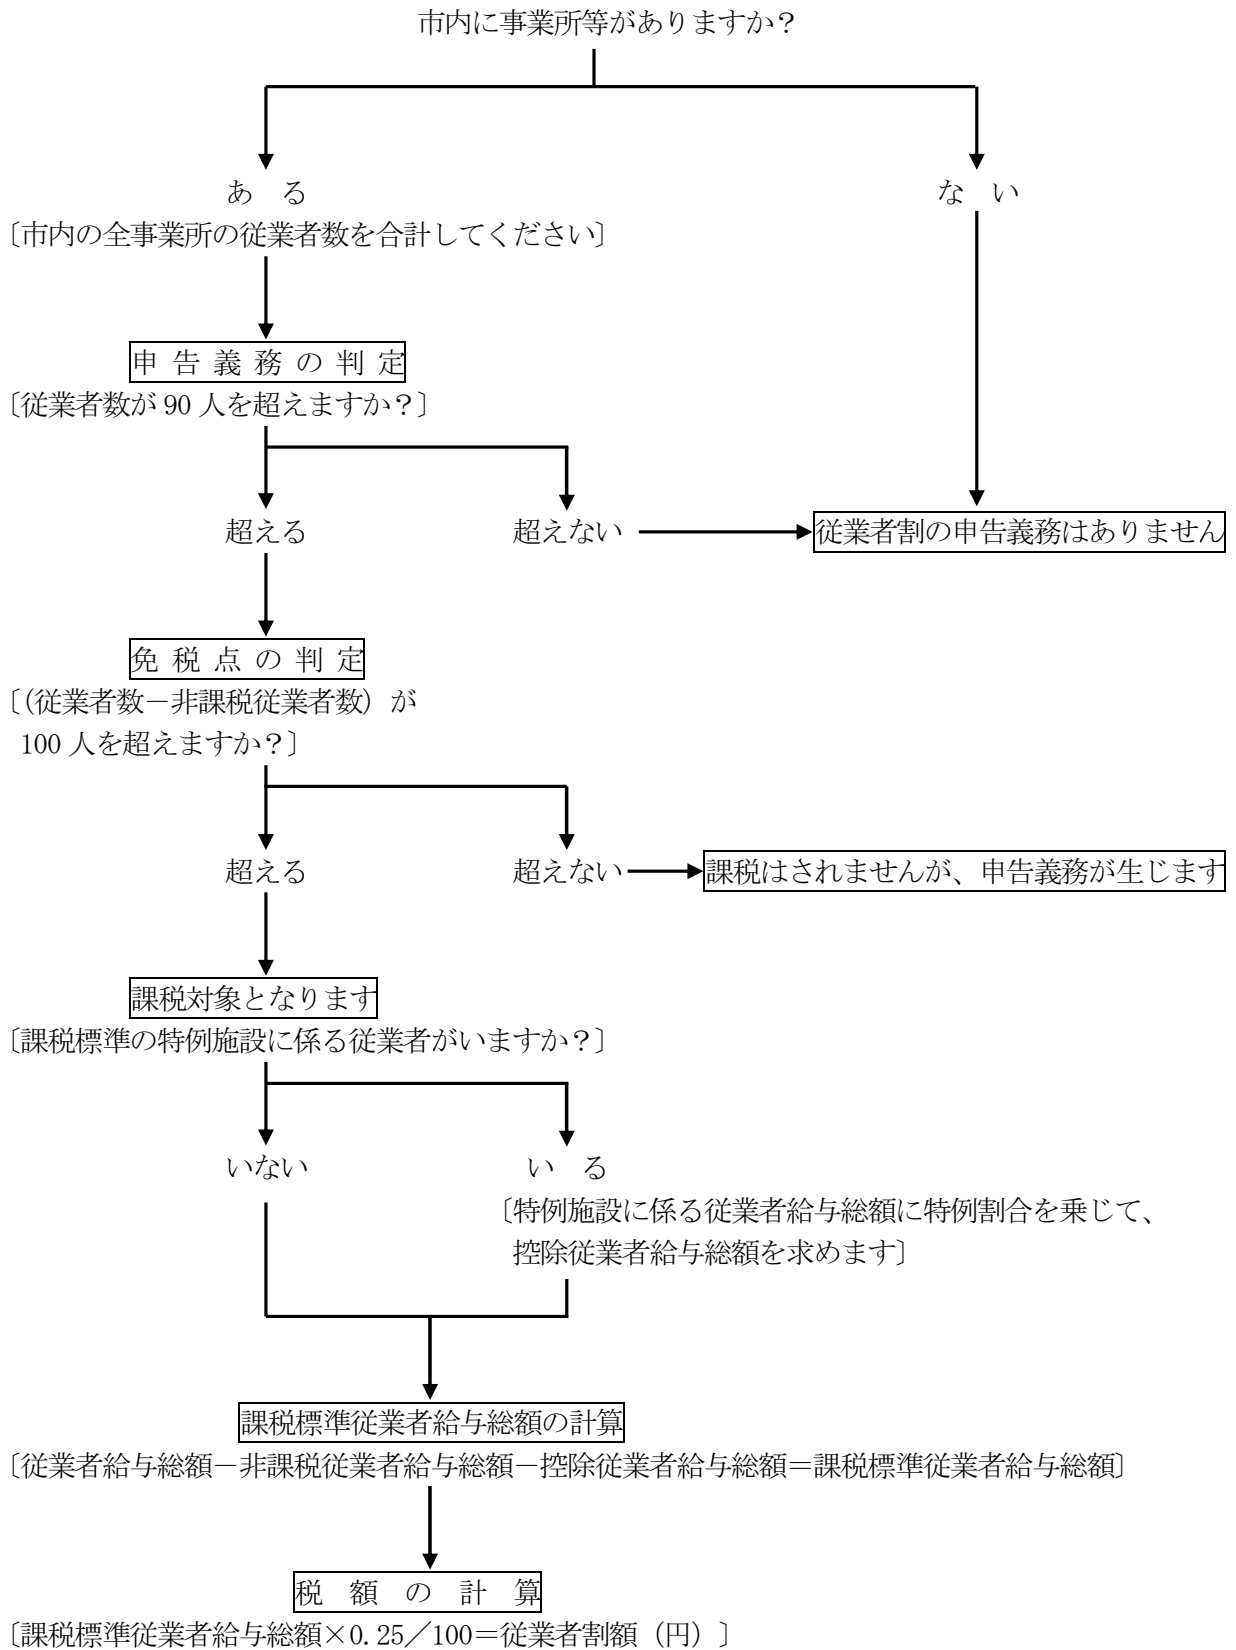 市内に事業所等がありますか？
あ　る
な　い
〔市内の全事業所の従業者数を合計してください〕
申 告 義 務 の 判 定
〔従業者数が 90 人を超えますか？〕
超える
超えない
従業者割の申告義務はありません
免 税 点 の 判 定
〔(従業者数－非課税従業者数）が
100 人を超えますか？〕
超える
超えない
課税はされませんが、申告義務が生じます
課税対象となります
〔課税標準の特例施設に係る従業者がいますか？〕
いない
い　る
〔特例施設に係る従業者給与総額に特例割合を乗じて、
控除従業者給与総額を求めます〕
課税標準従業者給与総額の計算
〔従業者給与総額－非課税従業者給与総額－控除従業者給与総額＝課税標準従業者給与総額〕
税　額　の　計　算
〔課税標準従業者給与総額×0.25／100＝従業者割額（円）〕